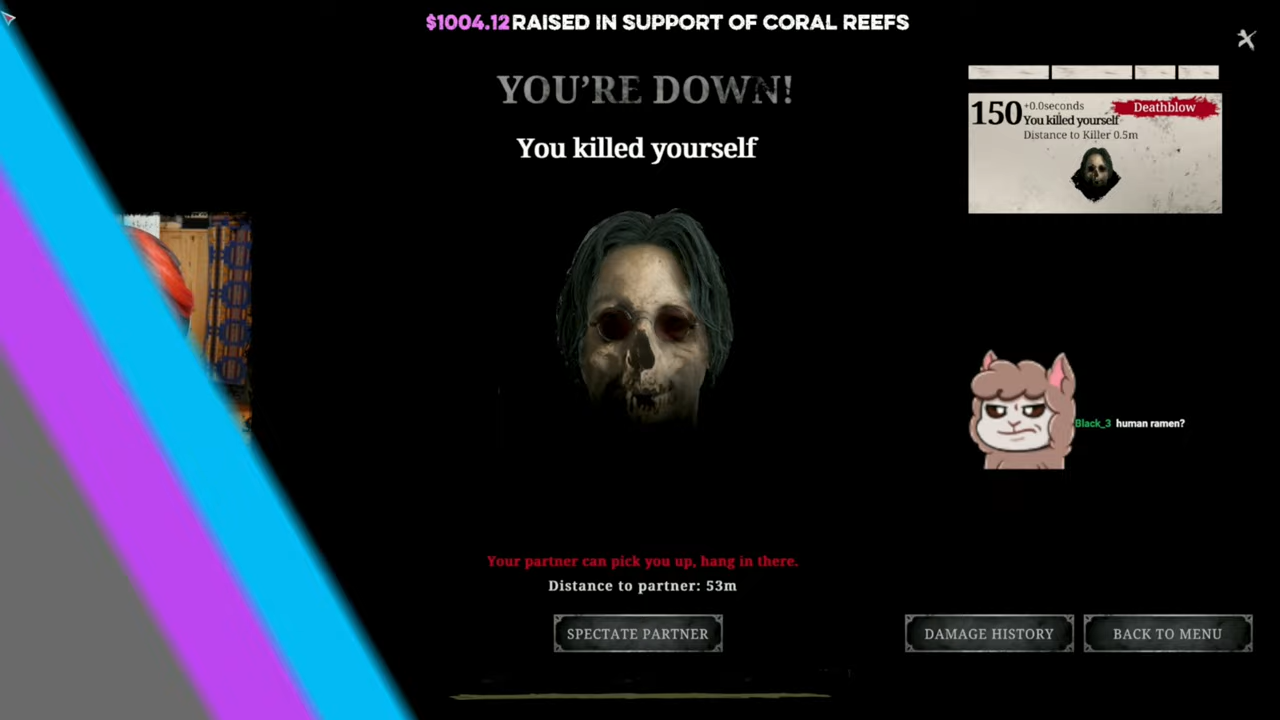 $1004.12 RAISED IN SUPPORT OF CORAL REEFS
YOU'RE DOWN!
You killed yourself
150
+0.0seconds
You killed yourself
Distance to Killer 0.5m
Deathblow
Black_3 human ramen?
Your partner can pick you up, hang in there.
Distance to partner: 53m
SPECTATE PARTNER
DAMAGE HISTORY
BACK TO MENU